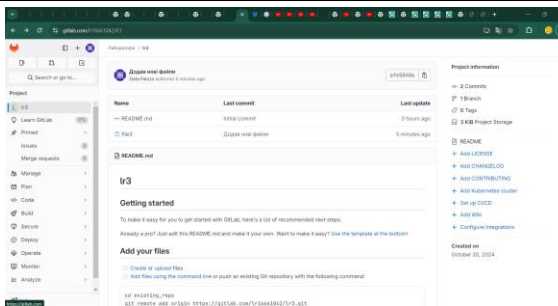 Search or go to...
Project
lr3
Learn GitLab
Pinned
Issues
Merge requests
Manage
Plan
Code
Build
Secure
Deploy
Operate
Monitor
Analyze
Додав нові файли
authored 5 minutes ago
Name Last commit Last update
README.md Initial commit 3 hours ago
Додав нові файли 5 minutes ago
README.md
lr3
Getting started
To make it easy for you to get started with GitLab, here's a list of recommended next steps.
Already a pro? Just edit this README.md and make it your own. Want to make it easy? Use the template at the bottom!
Add your files
Create or upload files
Add files using the command line or push an existing Git repository with the following command:
cd existing_repo
git remote add origin
Project information
2 Commits
1 Branch
0 Tags
3 KiB Project Storage
README
Add LICENSE
Add CHANGELOG
Add CONTRIBUTING
Add Kubernetes cluster
Set up CI/CD
Add Wiki
Configure Integrations
Created on
October 25, 2024